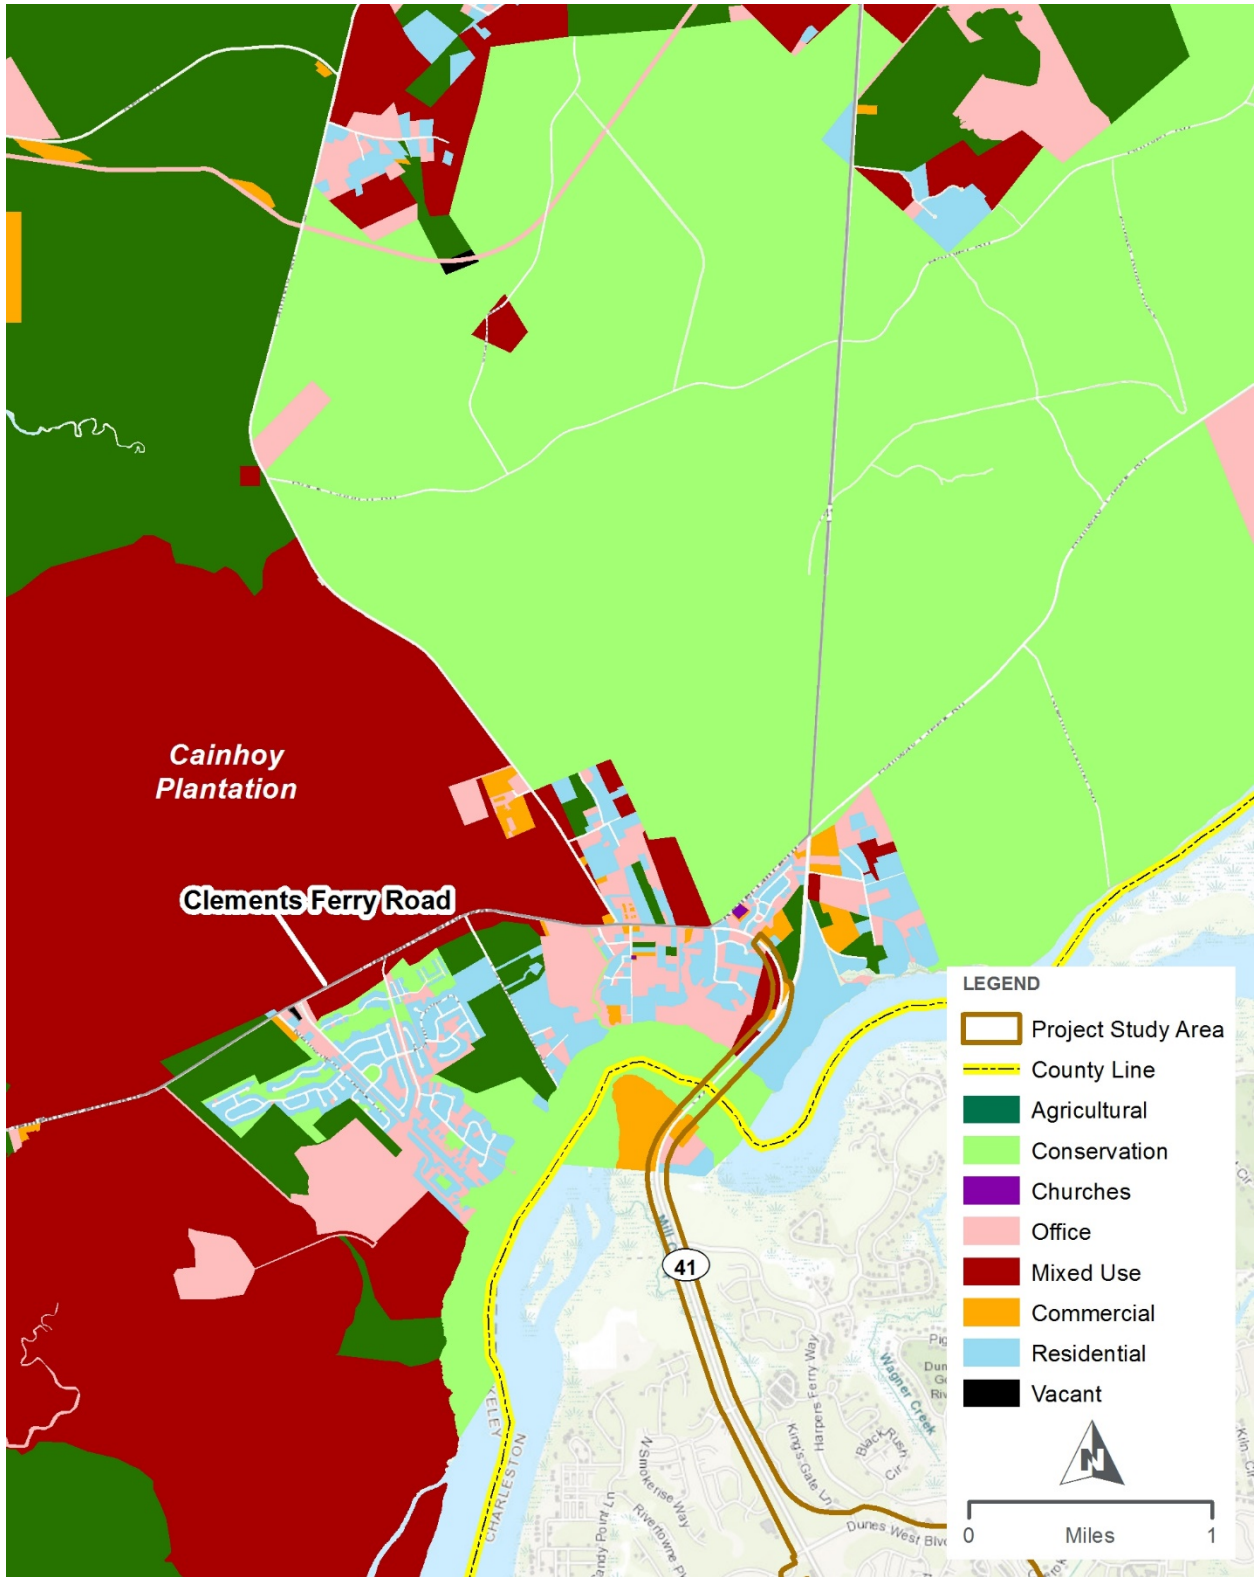 Cainhoy
Plantation
Clements Ferry Road
LEGEND
Project Study Area
County Line
Agricultural
Conservation
Churches
Office
Mixed Use
Commercial
Residential
Vacant
N
0
1
Miles
41
Harpers Ferry Way
Wagner Creek
King's Gate Ln
Black
Rush
Cir
N Smokerise Way
Dunes West Blv
CHARLESTON
KELEY